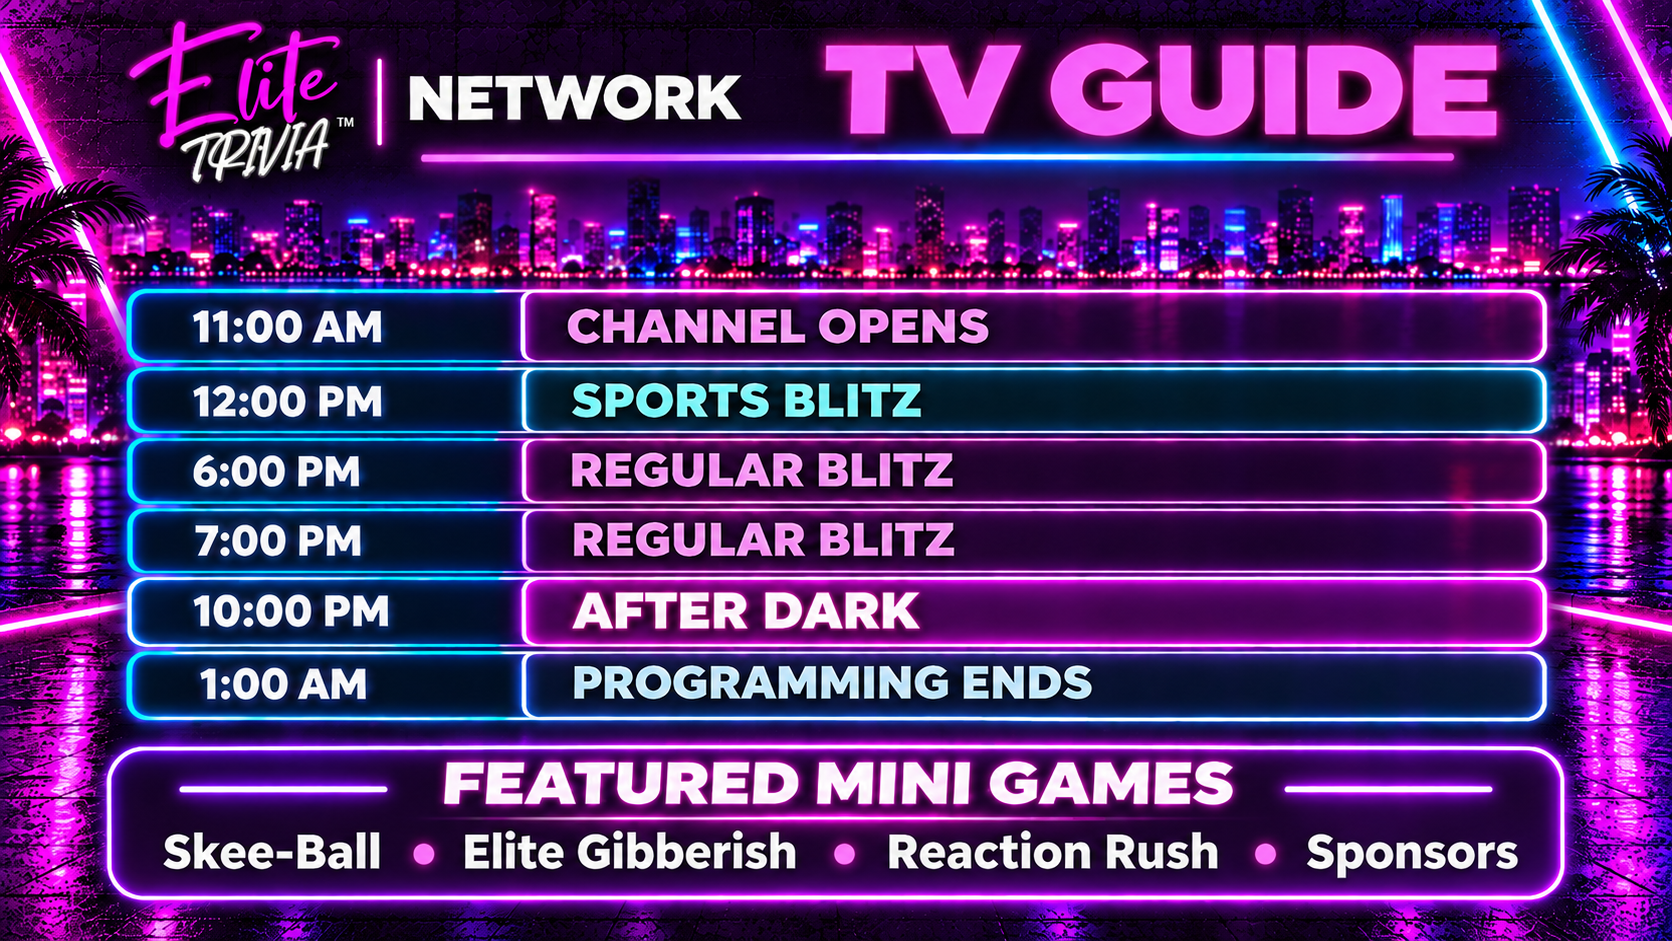 Elite
TRIVIA™
NETWORK
TV GUIDE
11:00 AM CHANNEL OPENS
12:00 PM SPORTS BLITZ
6:00 PM REGULAR BLITZ
7:00 PM REGULAR BLITZ
10:00 PM AFTER DARK
1:00 AM PROGRAMMING ENDS
FEATURED MINI GAMES
Skee-Ball • Elite Gibberish • Reaction Rush • Sponsors